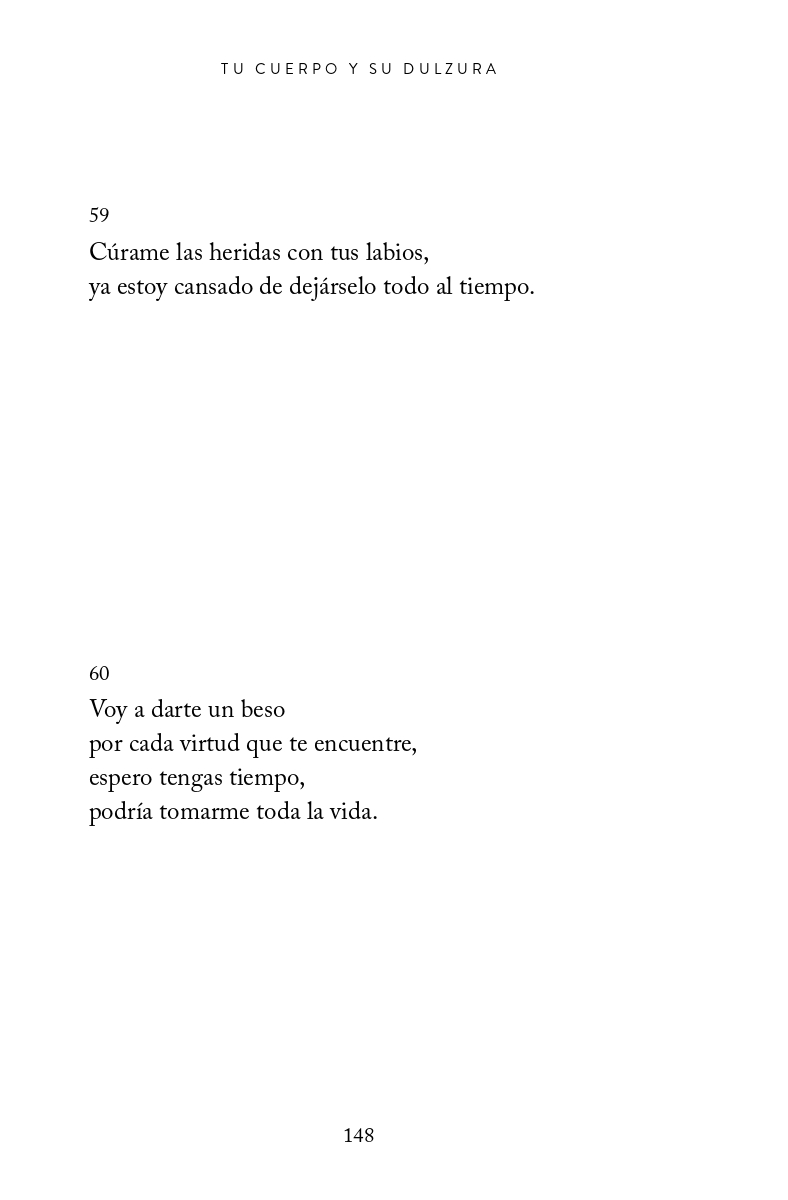 TU CUERPO Y SU DULZURA
59
Cúrame las heridas con tus labios,
ya estoy cansado de dejárselo todo al tiempo.
60
Voy a darte un beso
por cada virtud que te encuentre,
espero tengas tiempo,
podría tomarme toda la vida.
148